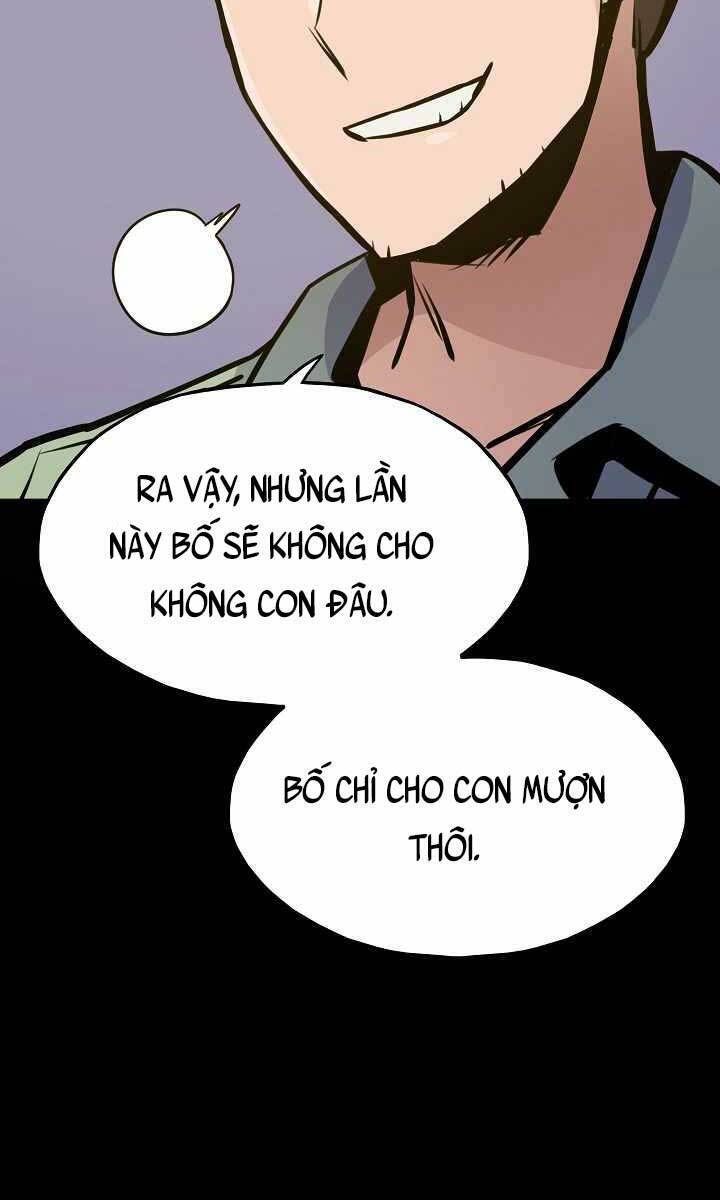 RA VẬY, NHƯNG LẦN
NÀY BỐ SẼ KHÔNG CHO
KHÔNG CON ĐÂU.
BỐ CHỈ CHO CON MƯỢN
THÔI.